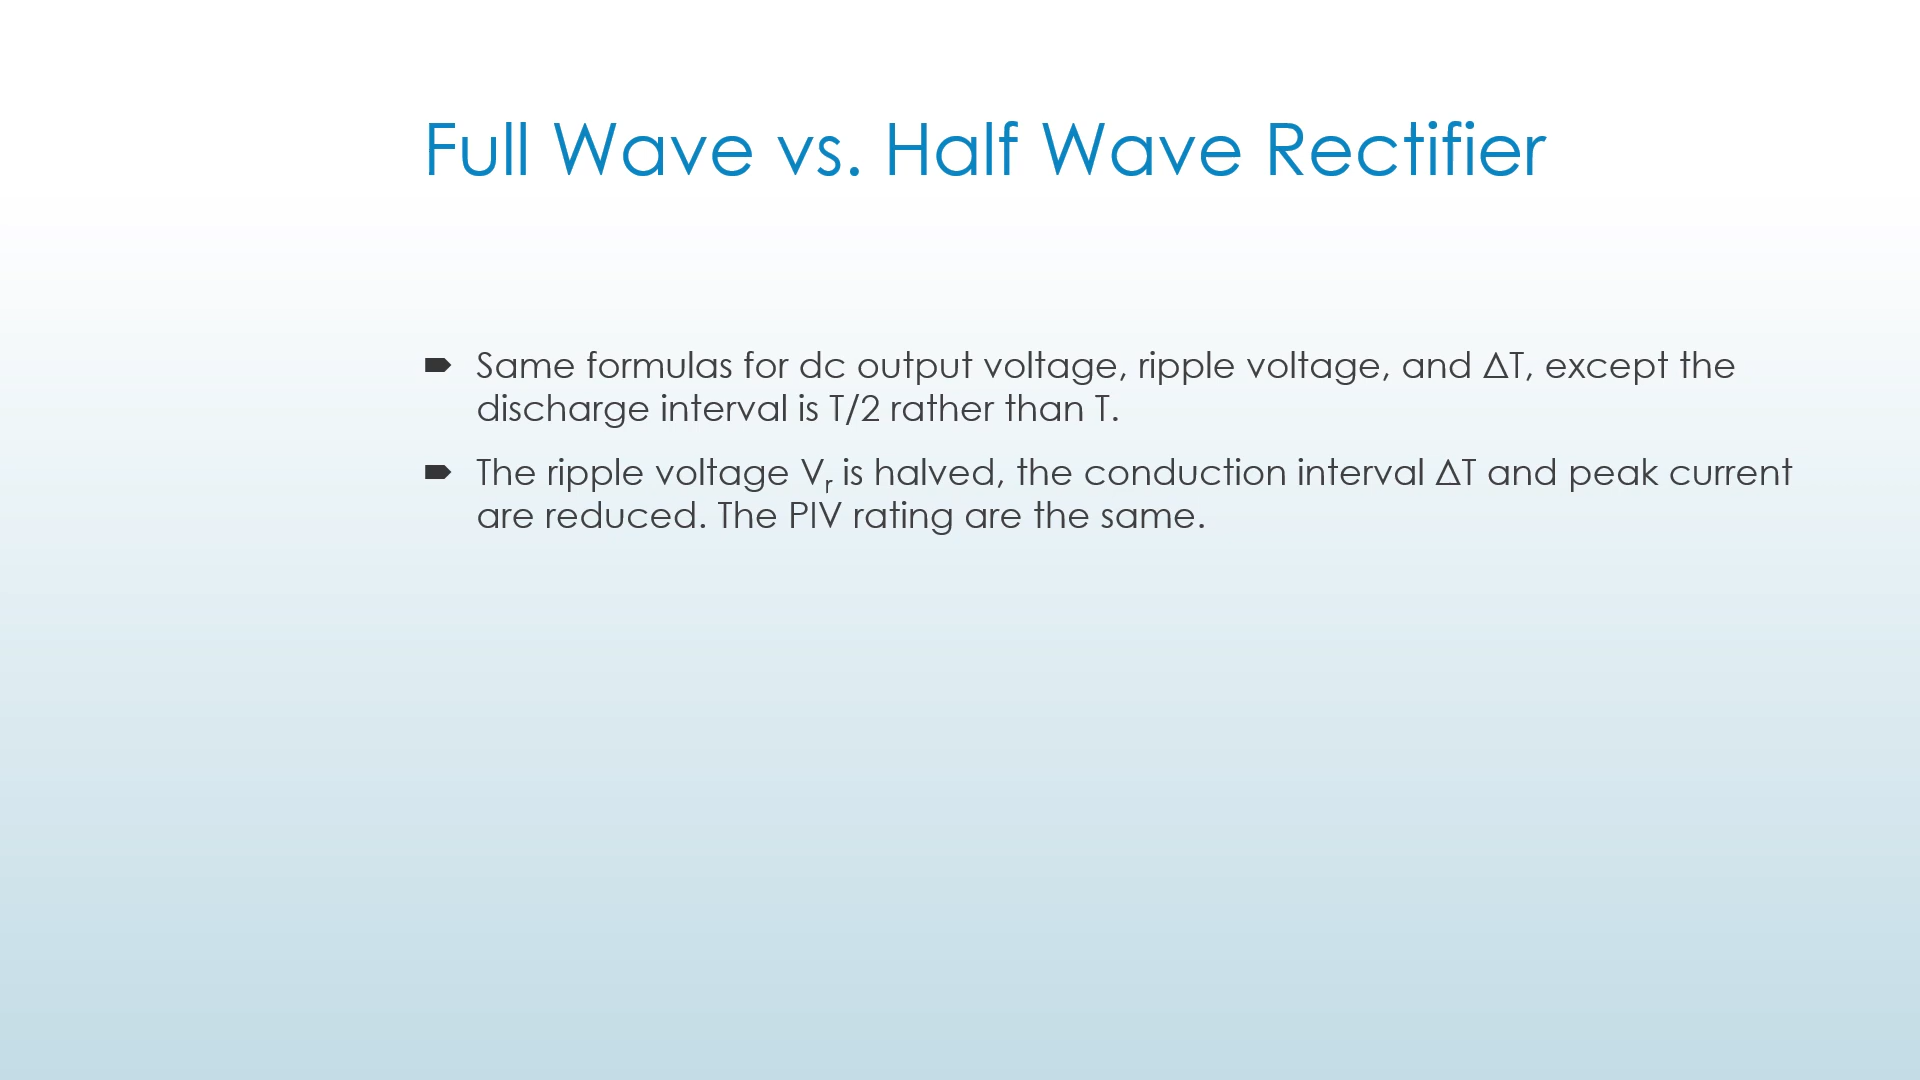 Full Wave vs. Half Wave Rectifier
Same formulas for dc output voltage, ripple voltage, and ΔT, except the
discharge interval is T/2 rather than T.
The ripple voltage Vr is halved, the conduction interval ΔT and peak current
are reduced. The PIV rating are the same.